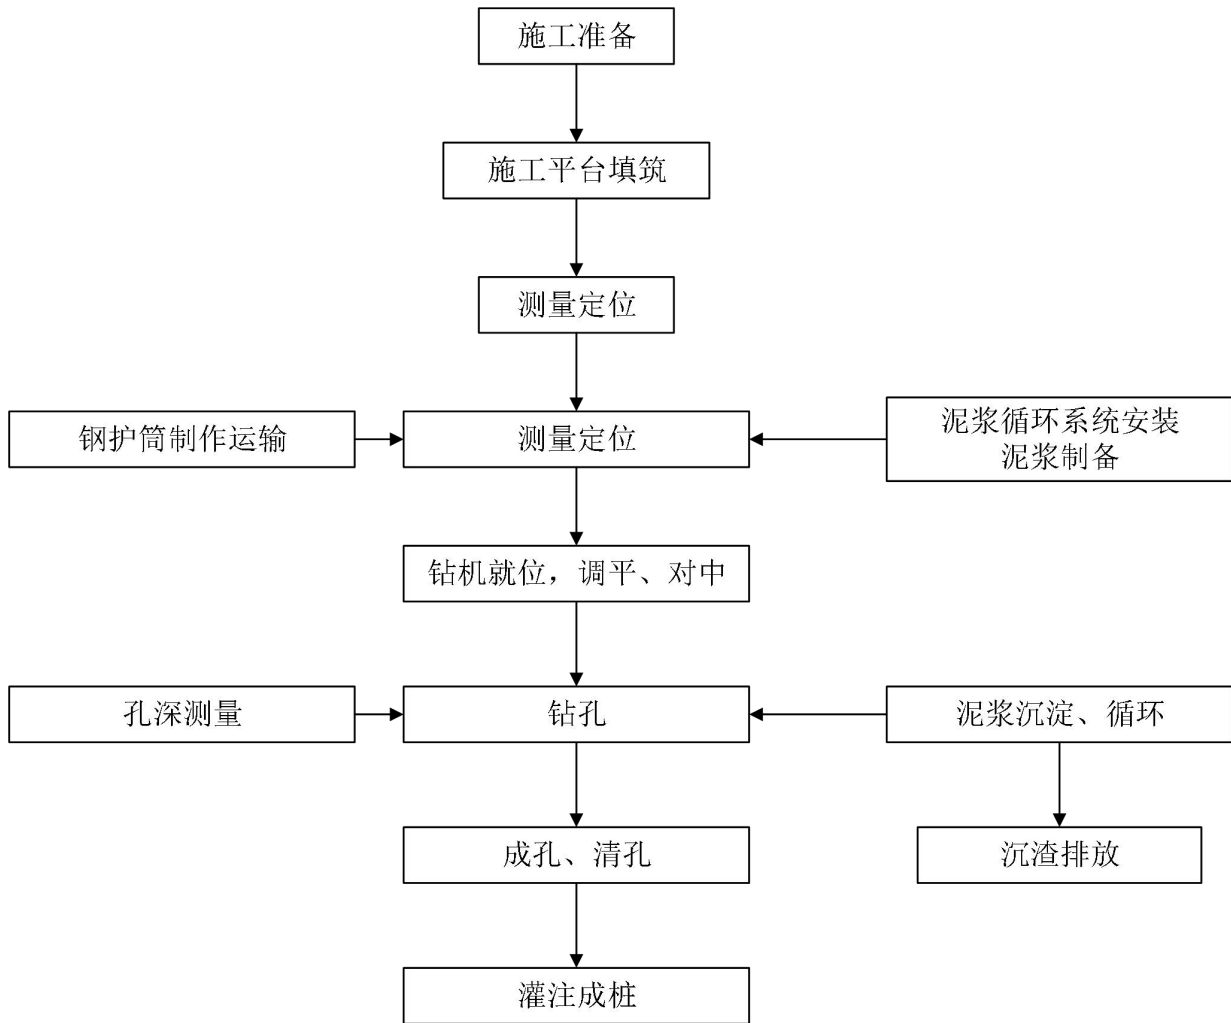 施工准备
施工平台填筑
测量定位
钢护筒制作运输
测量定位
泥浆循环系统安装
泥浆制备
钻机就位，调平、对中
孔深测量
钻孔
泥浆沉淀、循环
成孔、清孔
沉渣排放
灌注成桩